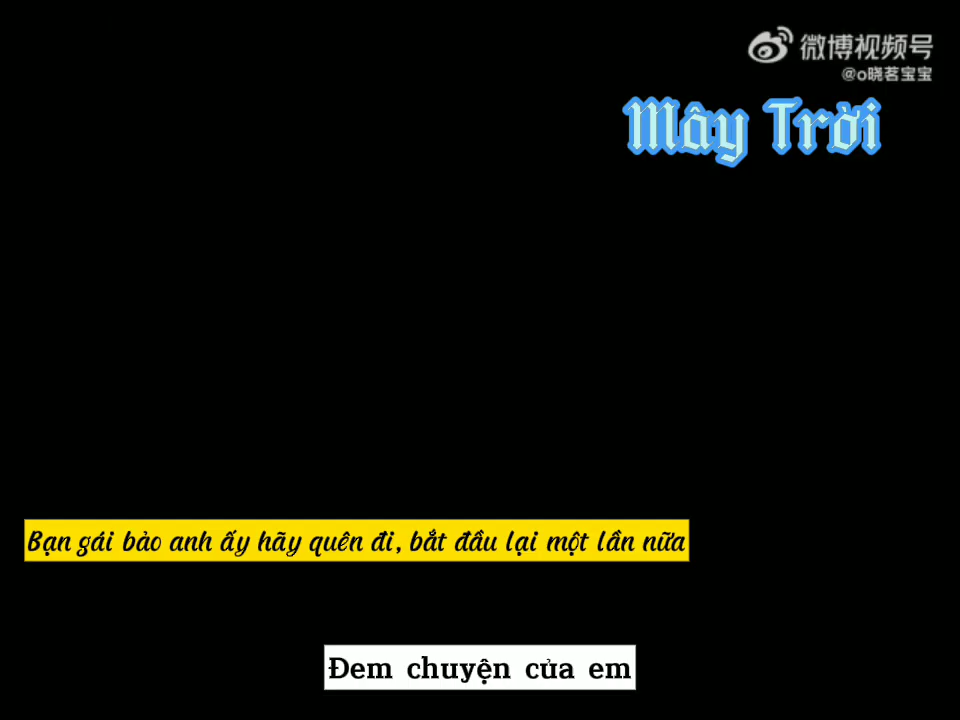 微博视频号
@o晓茗宝宝
Mây Trời
Bạn gái bảo anh ấy hãy quên đi, bắt đầu lại một lần nữa
Đem chuyện của em